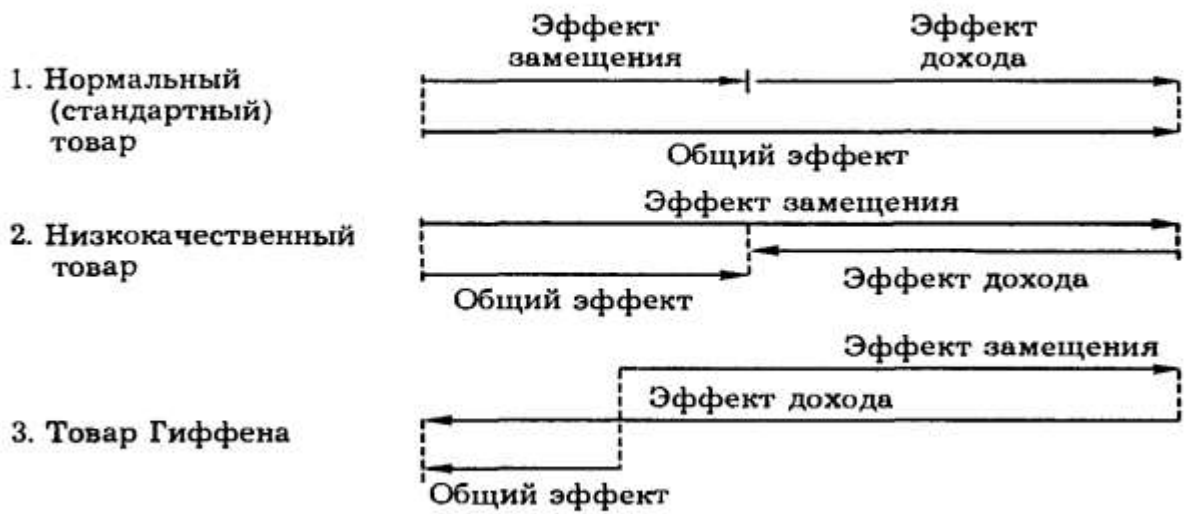 Эффект
замещения
Эффект
дохода
1. Нормальный
(стандартный)
товар
Общий эффект
Эффект замещения
2. Низкокачественный
товар
Эффект дохода
Общий эффект
Эффект замещения
Эффект дохода
3. Товар Гиффена
Общий эффект